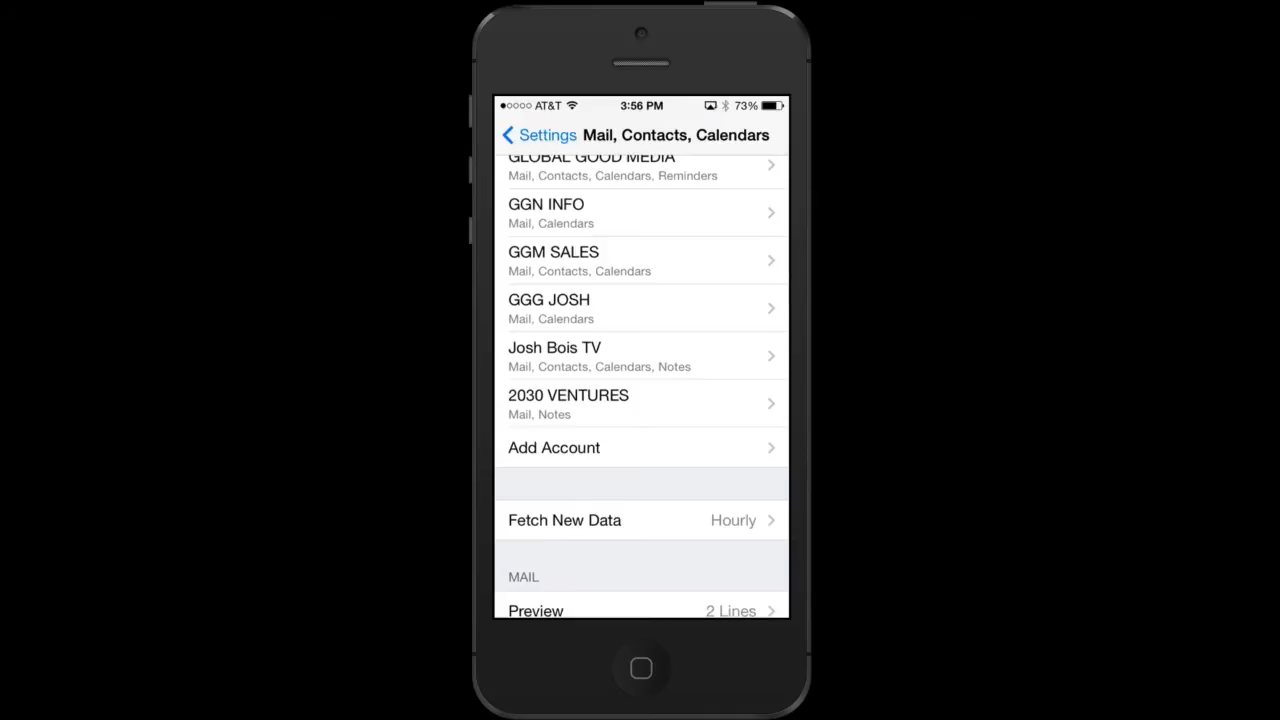 AT&T 3:56 PM 73%
Settings Mail, Contacts, Calendars
GLOBAL GOOD MEDIA
Mail, Contacts, Calendars, Reminders
GGN INFO
Mail, Calendars
GGM SALES
Mail, Contacts, Calendars
GGG JOSH
Mail, Calendars
Josh Bois TV
Mail, Contacts, Calendars, Notes
2030 VENTURES
Mail, Notes
Add Account
Fetch New Data Hourly
MAIL
Preview 2 Lines